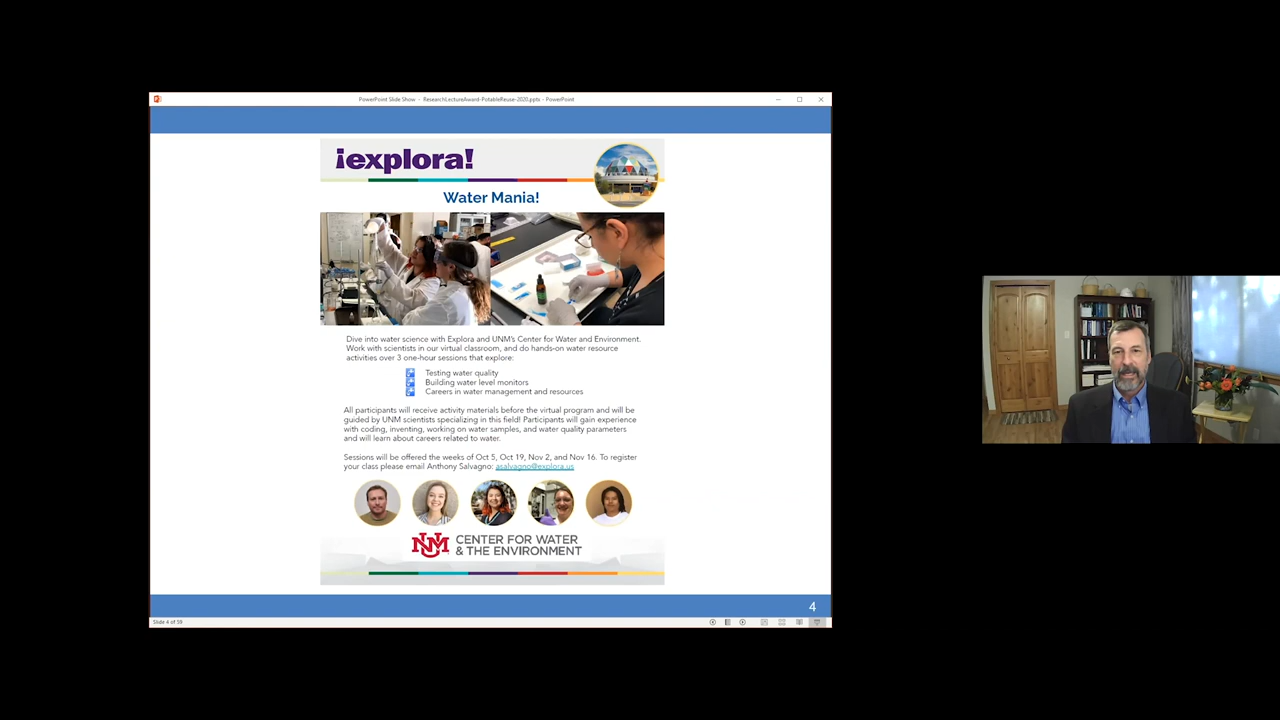 PowerPoint Slide Show - ResearchLectureAward-PotableReuse-2020.pptx - PowerPoint
¡explora!
Water Mania!
Dive into water science with Explora and UNM's Center for Water and Environment.
Work with scientists in our virtual classroom, and do hands-on water resource
activities over 3 one-hour sessions that explore:
Testing water quality
Building water level monitors
Careers in water management and resources
All participants will receive activity materials before the virtual program and will be
guided by UNM scientists specializing in this field! Participants will gain experience
with coding, inventing, working on water samples, and water quality parameters
and will learn about careers related to water.
Sessions will be offered the weeks of Oct 5, Oct 19, Nov 2, and Nov 16. To register
your class please email Anthony Salvagno: asalvagno@explora.us
UNM CENTER FOR WATER
& THE ENVIRONMENT
4
Slide 4 of 59